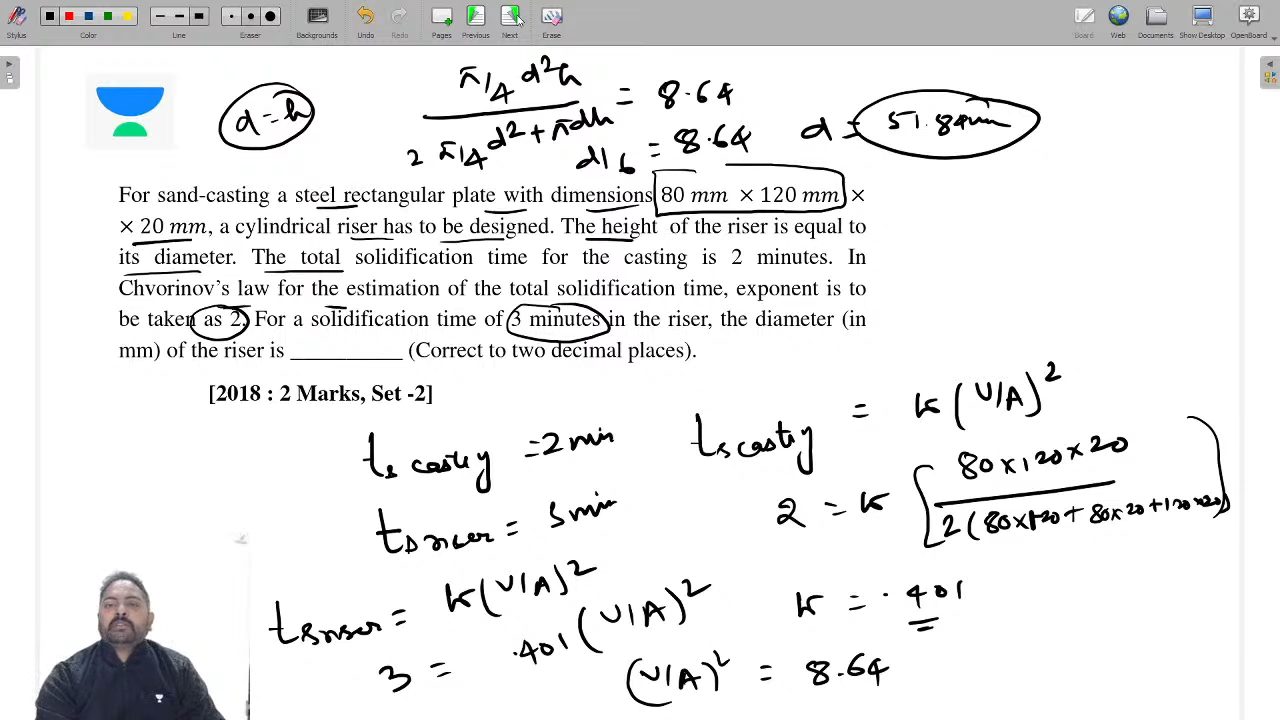 Stylus Color Line Eraser Backgrounds Undo Redo Pages Previous Next Erase Board Web Documents Show Desktop OpenBoard
d = h
π/4 d²h
= 8.64
2 π/4 d² + πdh
d/6 = 8.64
d = 51.84mm
For sand-casting a steel rectangular plate with dimensions 80 mm × 120 mm ×
× 20 mm, a cylindrical riser has to be designed. The height of the riser is equal to
its diameter. The total solidification time for the casting is 2 minutes. In
Chvorinov's law for the estimation of the total solidification time, exponent is to
be taken as 2. For a solidification time of 3 minutes in the riser, the diameter (in
mm) of the riser is __________ (Correct to two decimal places).
[2018 : 2 Marks, Set -2]
ts casting = 2 min
ts riser = 3 min
ts riser = K (V/A)²
3 = .401 (V/A)²
ts casting = K (V/A)²
2 = K [ 80×120×20
2 (80×120 + 80×20 + 120×20) ]
K = .401
(V/A)² = 8.64